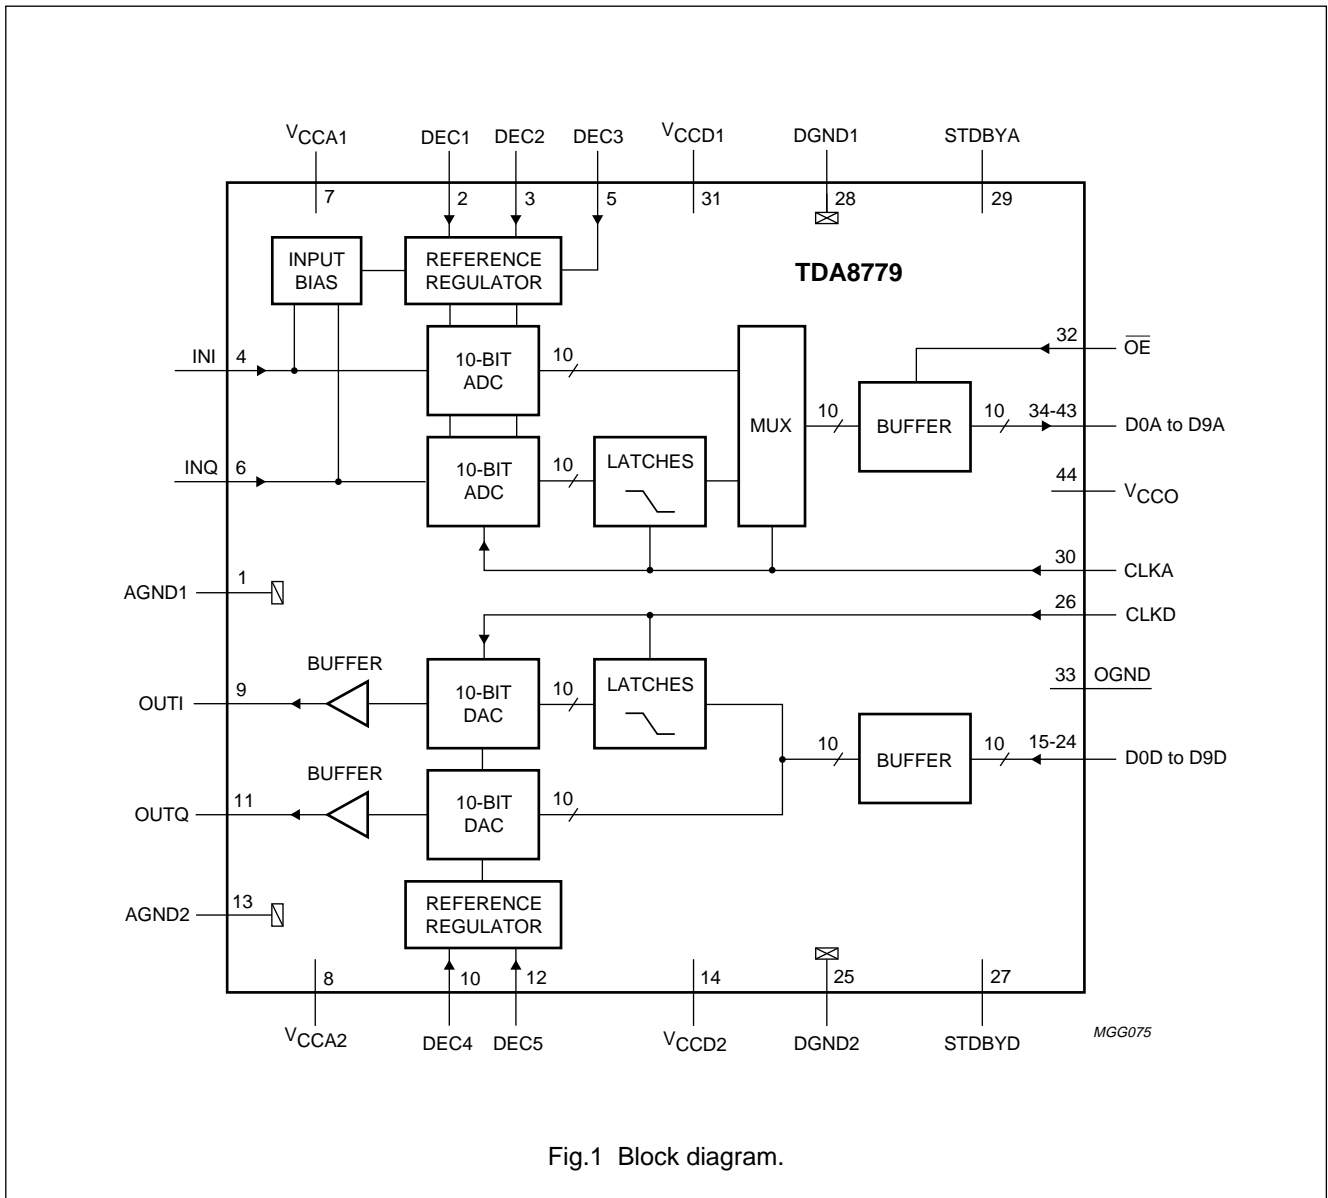 VCCA1 DEC1 DEC2 DEC3 VCCD1 DGND1 STDBYA
7 2 3 5 31 28 29
INPUT
BIAS
REFERENCE
REGULATOR
TDA8779
INI 4
10-BIT
ADC
10
MUX
10
BUFFER
10
32 OE
34-43 D0A to D9A
INQ 6
10-BIT
ADC
10
LATCHES
44 VCCO
AGND1 1
30 CLKA
26 CLKD
BUFFER
OUTI 9
10-BIT
DAC
10
LATCHES
33 OGND
10
BUFFER
10
15-24 D0D to D9D
BUFFER
OUTQ 11
10-BIT
DAC
10
AGND2 13
REFERENCE
REGULATOR
8 10 12 14 25 27
VCCA2 DEC4 DEC5 VCCD2 DGND2 STDBYD
MGG075
Fig.1 Block diagram.